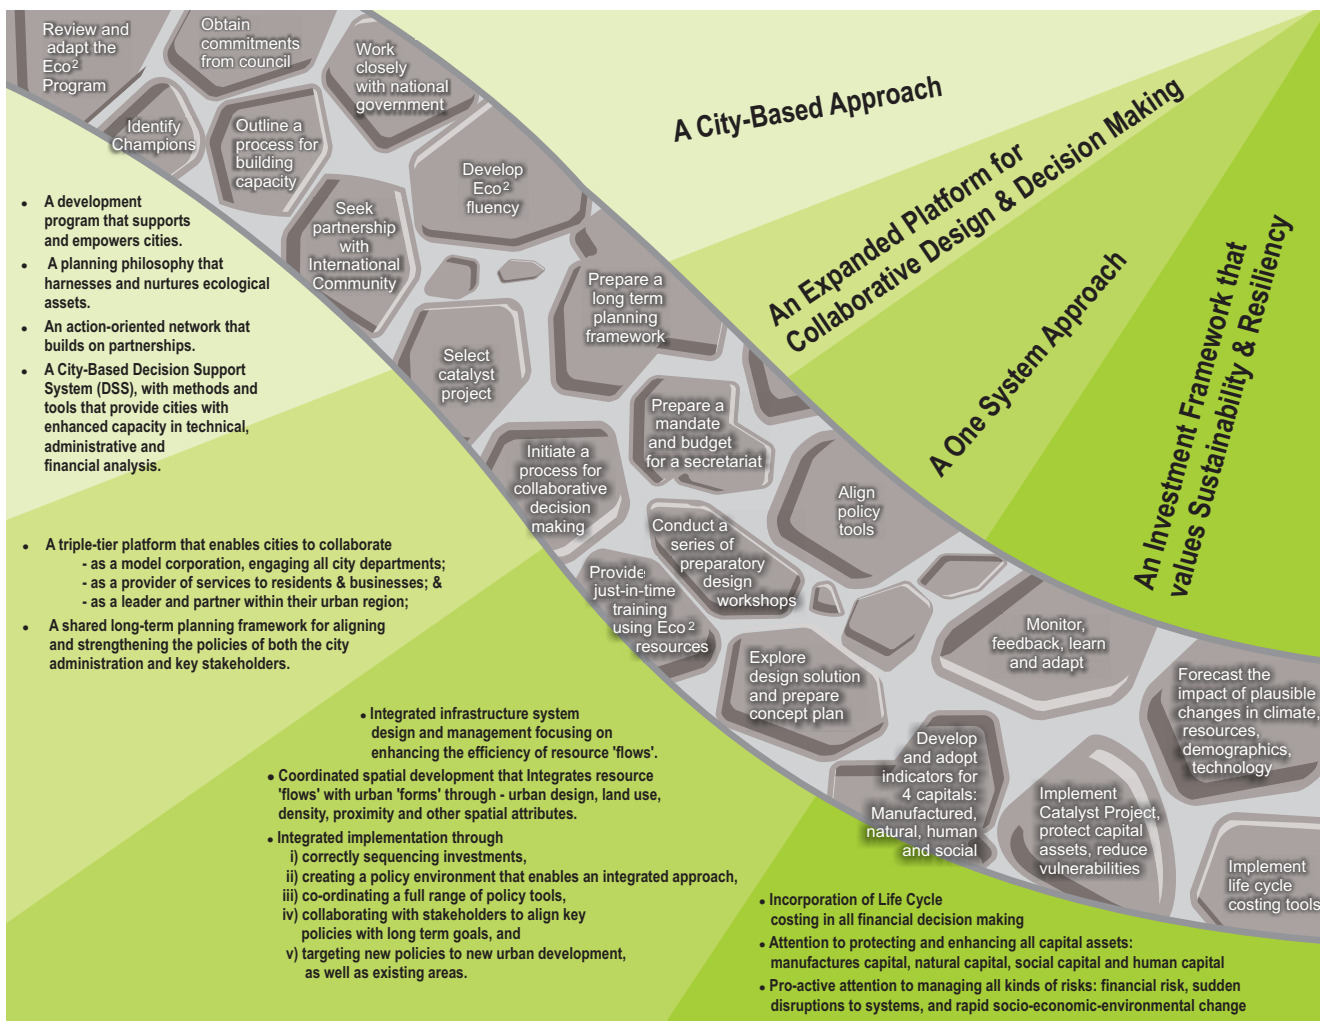 Review and
adapt the
Eco2
Program
Obtain
commitments
from council
Work
closely
with national
government
Identify
Champions
Outline a
process for
building
capacity
Develop
Eco2
fluency
Seek
partnership
with
International
Community
Prepare a
long term
planning
framework
Select
catalyst
project
Prepare a
mandate
and budget
for a secretariat
Initiate a
process for
collaborative
decision
making
Align
policy
tools
Conduct a
series of
preparatory
design
workshops
Provide
just-in-time
training
using Eco2
resources
Explore
design solution
and prepare
concept plan
Monitor,
feedback, learn
and adapt
Develop
and adopt
indicators for
4 capitals:
Manufactured,
natural, human
and social
Forecast the
impact of plausible
changes in climate,
resources,
demographics,
technology
Implement
Catalyst Project,
protect capital
assets, reduce
vulnerabilities
Implement
life cycle
costing tools
A City-Based Approach
An Expanded Platform for
Collaborative Design & Decision Making
A One System Approach
An Investment Framework that
values Sustainability & Resiliency
• A development
program that supports
and empowers cities.
• A planning philosophy that
harnesses and nurtures ecological
assets.
• An action-oriented network that
builds on partnerships.
• A City-Based Decision Support
System (DSS), with methods and
tools that provide cities with
enhanced capacity in technical,
administrative and
financial analysis.
• A triple-tier platform that enables cities to collaborate
- as a model corporation, engaging all city departments;
- as a provider of services to residents & businesses; &
- as a leader and partner within their urban region;
• A shared long-term planning framework for aligning
and strengthening the policies of both the city
administration and key stakeholders.
• Integrated infrastructure system
design and management focusing on
enhancing the efficiency of resource 'flows'.
• Coordinated spatial development that Integrates resource
'flows' with urban 'forms' through - urban design, land use,
density, proximity and other spatial attributes.
• Integrated implementation through
i) correctly sequencing investments,
ii) creating a policy environment that enables an integrated approach,
iii) co-ordinating a full range of policy tools,
iv) collaborating with stakeholders to align key
policies with long term goals, and
v) targeting new policies to new urban development,
as well as existing areas.
• Incorporation of Life Cycle
costing in all financial decision making
• Attention to protecting and enhancing all capital assets:
manufactures capital, natural capital, social capital and human capital
• Pro-active attention to managing all kinds of risks: financial risk, sudden
disruptions to systems, and rapid socio-economic-environmental change